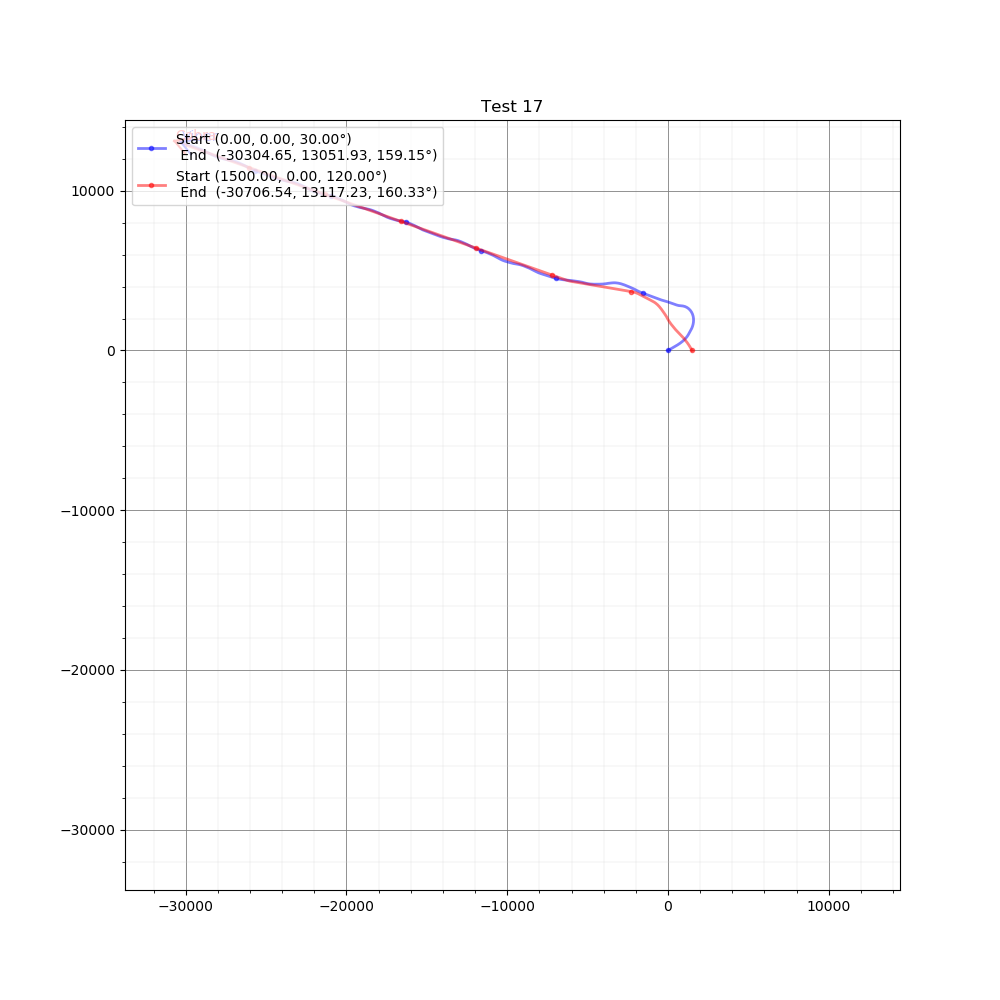 Test 17
Start (0.00, 0.00, 30.00°)
End (-30304.65, 13051.93, 159.15°)
Start (1500.00, 0.00, 120.00°)
End (-30706.54, 13117.23, 160.33°)
10000
0
−10000
−20000
−30000
−30000
−20000
−10000
0
10000